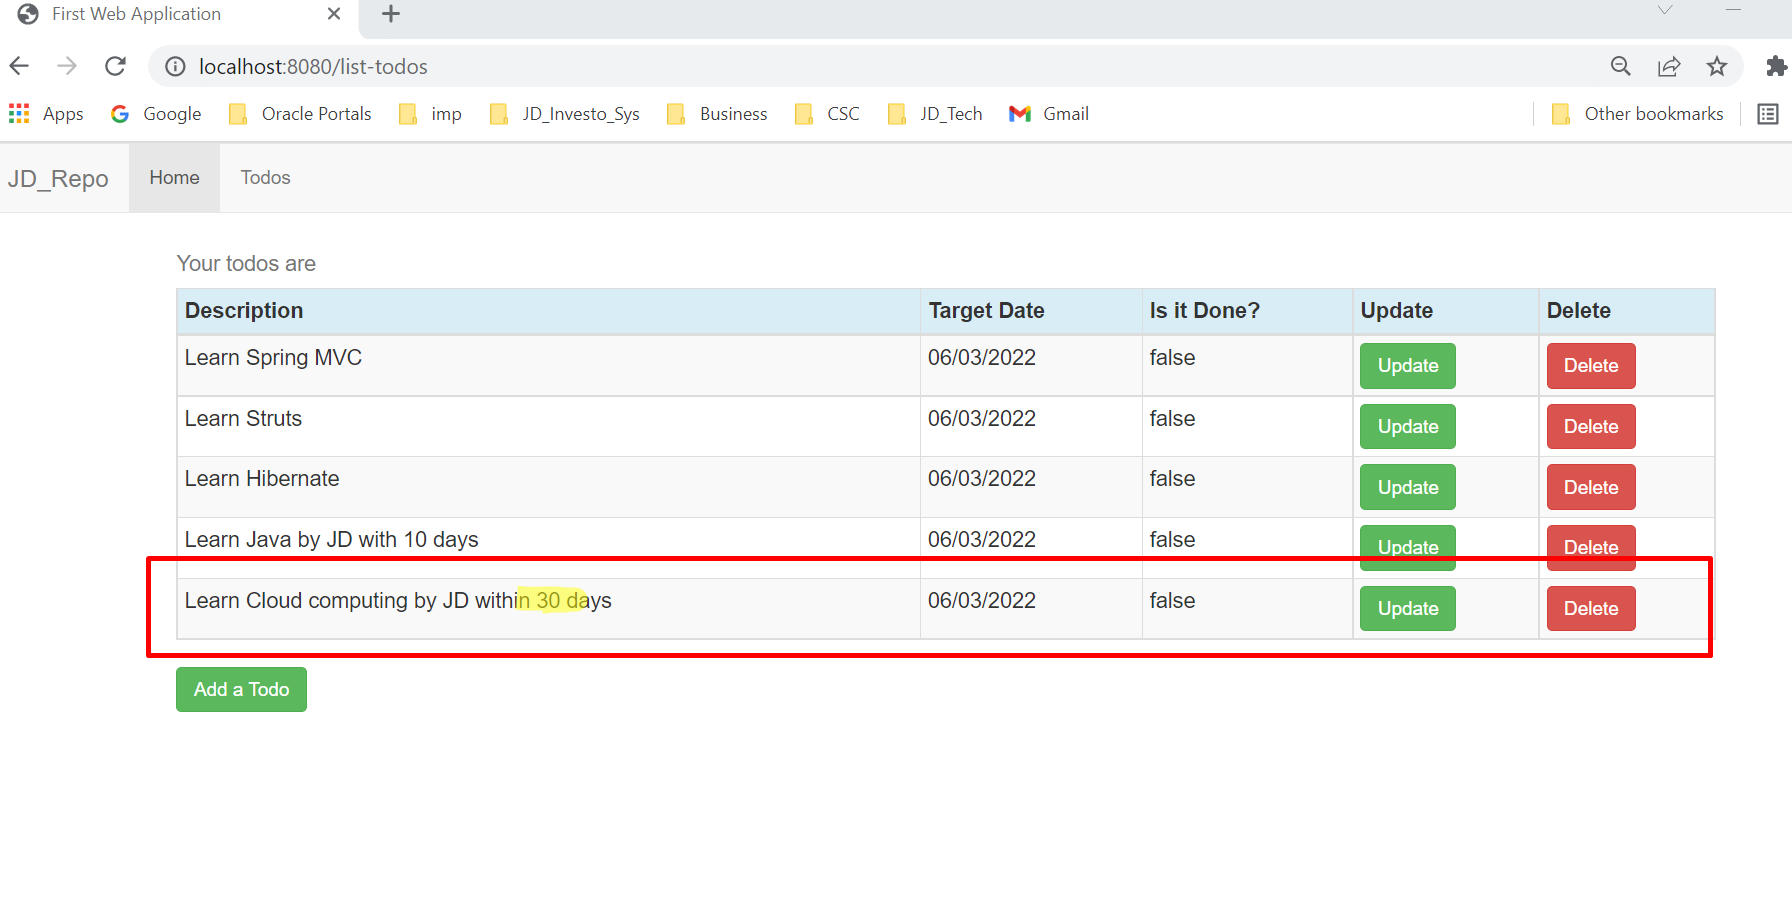 First Web Application
localhost:8080/list-todos
Apps Google Oracle Portals imp JD_Investo_Sys Business CSC JD_Tech Gmail Other bookmarks
JD_Repo Home Todos
Your todos are
Description Target Date Is it Done? Update Delete
Learn Spring MVC 06/03/2022 false Update Delete
Learn Struts 06/03/2022 false Update Delete
Learn Hibernate 06/03/2022 false Update Delete
Learn Java by JD with 10 days 06/03/2022 false Update Delete
Learn Cloud computing by JD within 30 days 06/03/2022 false Update Delete
Add a Todo